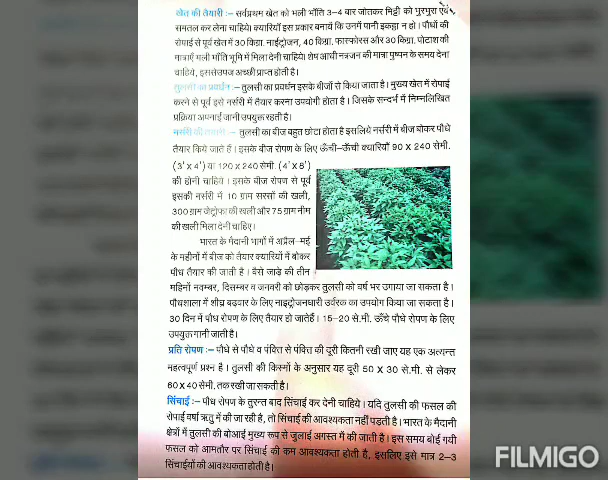 खेत की तैयारी :– सर्वप्रथम खेत को भली भाँति 3–4 बार जोतकर मिट्टी को भुरभुरा एवं
समतल कर लेना चाहिए। क्यारियाँ इस प्रकार बनायें कि उनमें पानी इकठ्ठा न हो। पौधों की
रोपाई से पूर्व खेत में 30 किग्रा. नाईट्रोजन, 40 किग्रा. फास्फोरस और 30 किग्रा. पोटाश की
मात्राएँ भली भाँति भूमि में मिला देनी चाहिये। शेष आधी नत्रजन की मात्रा पुष्पन के समय देना
चाहिये, इससे उपज अच्छी प्राप्त होती है।
तुलसी का प्रवर्धन :– तुलसी का प्रवर्धन इसके बीजों से किया जाता है। मुख्य खेत में रोपाई
करने से पूर्व इसे नर्सरी में तैयार करना उपयोगी होता है। जिसके सन्दर्भ में निम्नलिखित
प्रक्रिया अपनाई जानी उपयुक्त रहती है।
नर्सरी की तैयारी :– तुलसी का बीज बहुत छोटा होता है इसलिये नर्सरी में बीज बोकर पौधे
तैयार किये जाते हैं। इसके बीज रोपण के लिए ऊँची–ऊँची क्यारियाँ 90 x 240 सेमी.
(3' x 4') या 120 x 240 सेमी. (4' x 8')
की होनी चाहिये। इसके बीज रोपण से पूर्व
इसकी नर्सरी में 10 ग्राम सरसों की खली,
300 ग्राम जेट्रोफा की खली और 75 ग्राम नीम
की खली मिला देनी चाहिए।
भारत के मैदानी भागों में अप्रैल–मई
के महीनों में बीज को तैयार क्यारियों में बोकर
पौध तैयार की जाती है। वैसे जाड़े की तीन
महिनों नवम्बर, दिसम्बर व जनवरी को छोड़कर तुलसी को वर्ष भर उगाया जा सकता है।
पौधशाला में शीघ्र बढ़वार के लिए नाइट्रोजनधारी उर्वरक का उपयोग किया जा सकता है।
30 दिन में पौध रोपण के लिए तैयार हो जाते हैं। 15–20 से.मी. ऊँचे पौधे रोपण के लिए
उपयुक्त मानी जाती है।
प्रति रोपण :– पौधे से पौधे व पंक्ति से पंक्ति की दूरी कितनी रखी जाए यह एक अत्यन्त
महत्वपूर्ण प्रश्न है। तुलसी की किस्मों के अनुसार यह दूरी 50 X 30 से.मी. से लेकर
60 x 40 सेमी. तक रखी जा सकती है।
सिंचाई :– पौध रोपण के तुरन्त बाद सिंचाई कर देनी चाहिये। यदि तुलसी की फसल की
रोपाई वर्षा ऋतु में की जा रही है, तो सिंचाई की आवश्यकता नहीं पड़ती है। भारत के मैदानी
क्षेत्रों में तुलसी की बोआई मुख्य रूप से जुलाई अगस्त में की जाती है। इस समय बोई गयी
फसल को आमतौर पर सिंचाई की कम आवश्यकता होती है, इसलिए इसे मात्र 2–3
सिंचाईयों की आवश्यकता होती है।
FILMIGO